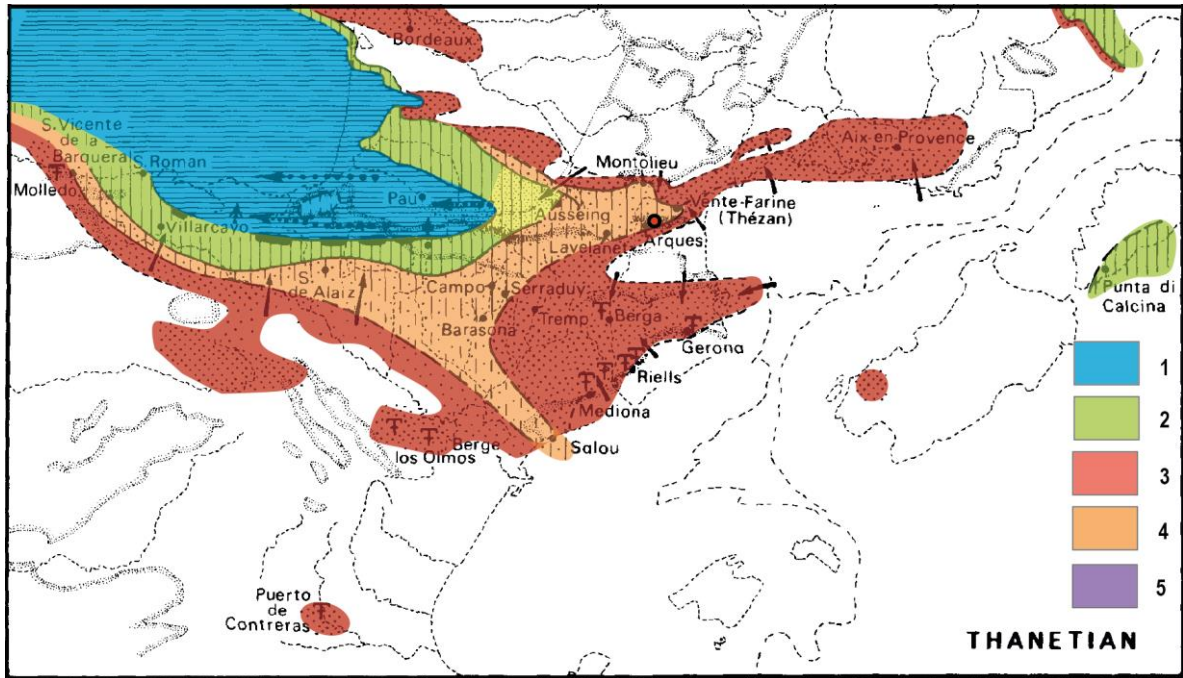 Bordeaux
S. Vicente
de la
Barquera
S. Roman
Molledo
Montolieu
Aix-en-Provence
Pau
Ausseing
Vente-Farine
(Thézan)
Villarcayo
Lavelanet
Arques
S.
de Alaiz
Campo
Serraduy
Punta di
Calcina
Barasona
Tremp
Berga
Gerona
Riells
Mediona
Berge
los Olmos
Salou
Puerto
de
Contreras
1
2
3
4
5
THANETIAN